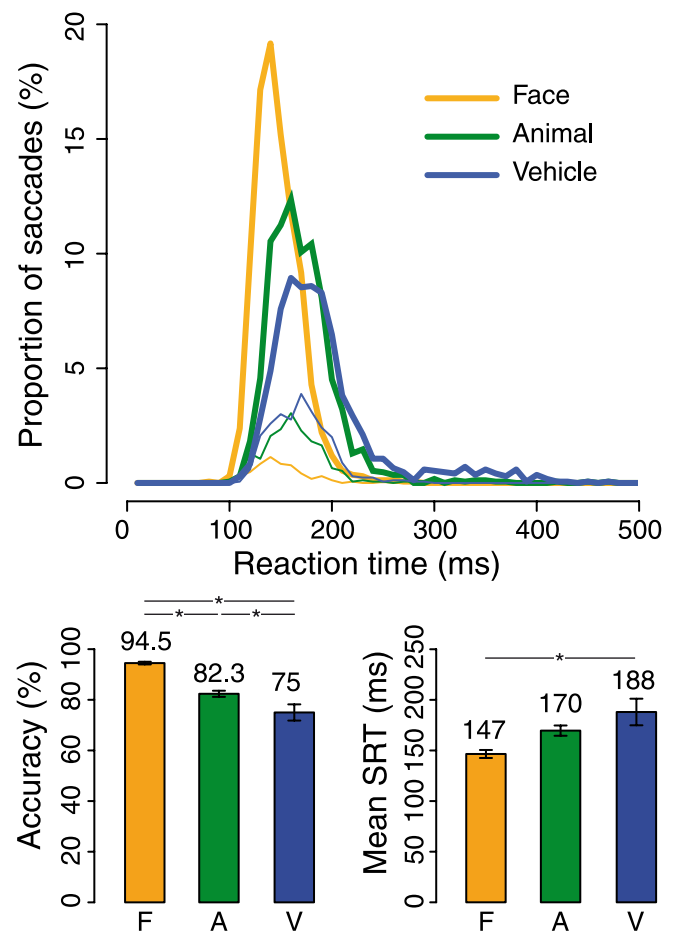 Proportion of saccades (%)
20
15
10
5
0
Face
Animal
Vehicle
0 100 200 300 400 500
Reaction time (ms)
*
* *
Accuracy (%)
100
80
60
40
20
0
94.5
82.3
75
F A V
Mean SRT (ms)
250
200
150
100
50
0
*
147
170
188
F A V